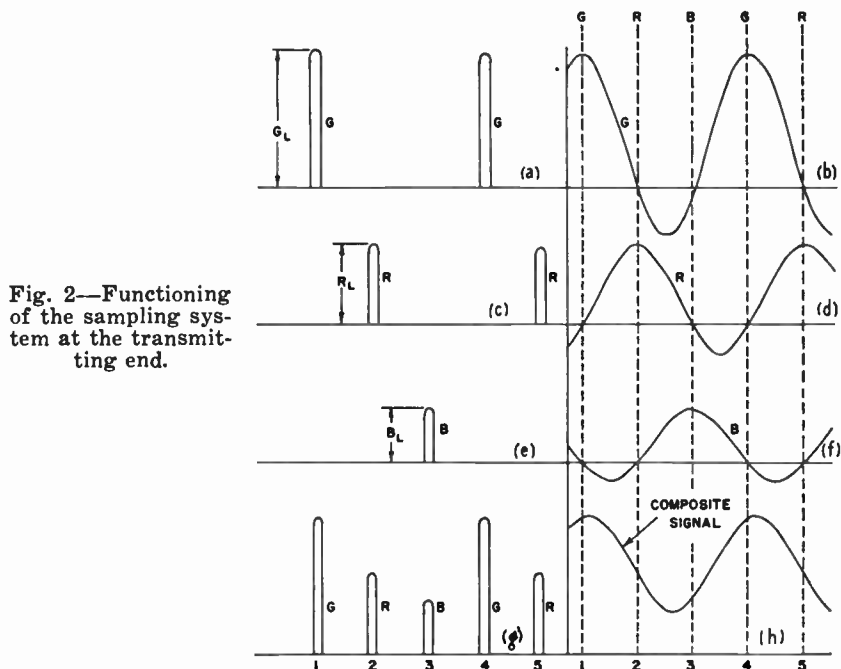 G R B G R
G_L G G (a) G (b)
R_L R R (c) R (d)
B_L B (e) B (f)
COMPOSITE
SIGNAL
G R B G R (g) (h)
1 2 3 4 5 1 2 3 4 5
Fig. 2—Functioning
of the sampling sys-
tem at the transmit-
ting end.